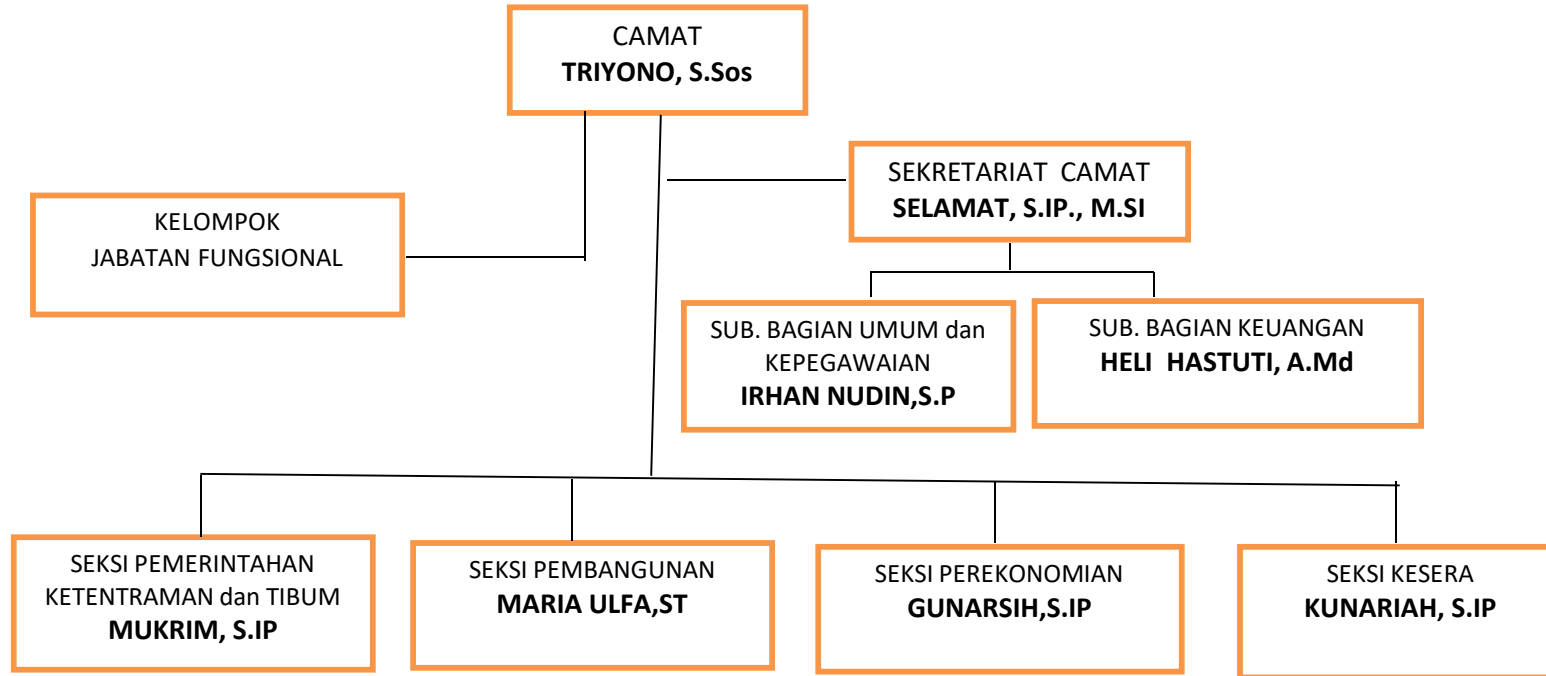 CAMAT
TRIYONO, S.Sos
SEKRETARIAT CAMAT
SELAMAT, S.IP., M.SI
KELOMPOK
JABATAN FUNGSIONAL
SUB. BAGIAN UMUM dan
KEPEGAWAIAN
IRHAN NUDIN,S.P
SUB. BAGIAN KEUANGAN
HELI HASTUTI, A.Md
SEKSI PEMERINTAHAN
KETENTRAMAN dan TIBUM
MUKRIM, S.IP
SEKSI PEMBANGUNAN
MARIA ULFA,ST
SEKSI PEREKONOMIAN
GUNARSIH,S.IP
SEKSI KESERA
KUNARIAH, S.IP